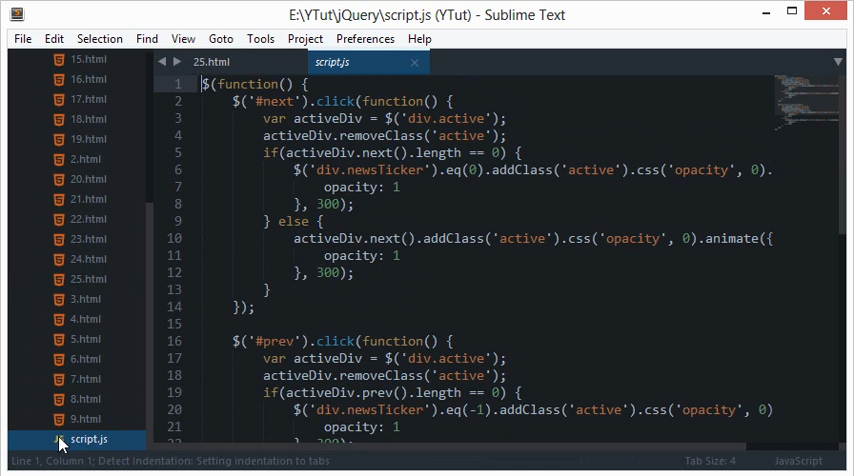 E:\YTut\jQuery\script.js (YTut) - Sublime Text
File Edit Selection Find View Goto Tools Project Preferences Help
15.html
16.html
17.html
18.html
19.html
2.html
20.html
21.html
22.html
23.html
24.html
25.html
3.html
4.html
5.html
6.html
7.html
8.html
9.html
script.js
25.html script.js
1 $(function() {
2 $('#next').click(function() {
3 var activeDiv = $('div.active');
4 activeDiv.removeClass('active');
5 if(activeDiv.next().length == 0) {
6 $('div.newsTicker').eq(0).addClass('active').css('opacity', 0).
7 opacity: 1
8 }, 300);
9 } else {
10 activeDiv.next().addClass('active').css('opacity', 0).animate({
11 opacity: 1
12 }, 300);
13 }
14 });
15
16 $('#prev').click(function() {
17 var activeDiv = $('div.active');
18 activeDiv.removeClass('active');
19 if(activeDiv.prev().length == 0) {
20 $('div.newsTicker').eq(-1).addClass('active').css('opacity', 0)
21 opacity: 1
Line 1, Column 1; Detect Indentation: Setting indentation to tabs
Tab Size: 4 JavaScript